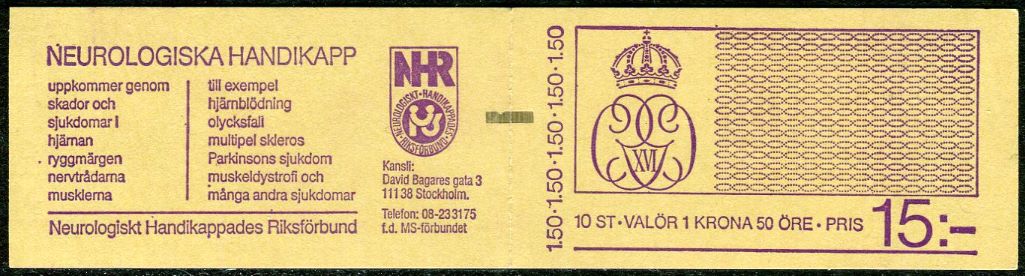 NEUROLOGISKA HANDIKAPP
uppkommer genom
skador och
sjukdomar i
hjärnan
ryggmärgen
nervtrådarna
musklerna
till exempel
hjärnblödning
olycksfall
multipel skleros
Parkinsons sjukdom
muskeldystrofi och
många andra sjukdomar
Neurologiskt Handikappades Riksförbund
NHR
NEUROLOGISKT•HANDIKAPPADES•RIKSFÖRBUND•
Kansli:
David Bagares gata 3
111 38 Stockholm.
Telefon: 08-23 31 75
f.d. MS-förbundet
1.50•1.50•1.50•1.50•1.50
XVI
10 ST•VALÖR 1 KRONA 50 ÖRE•PRIS 15:-